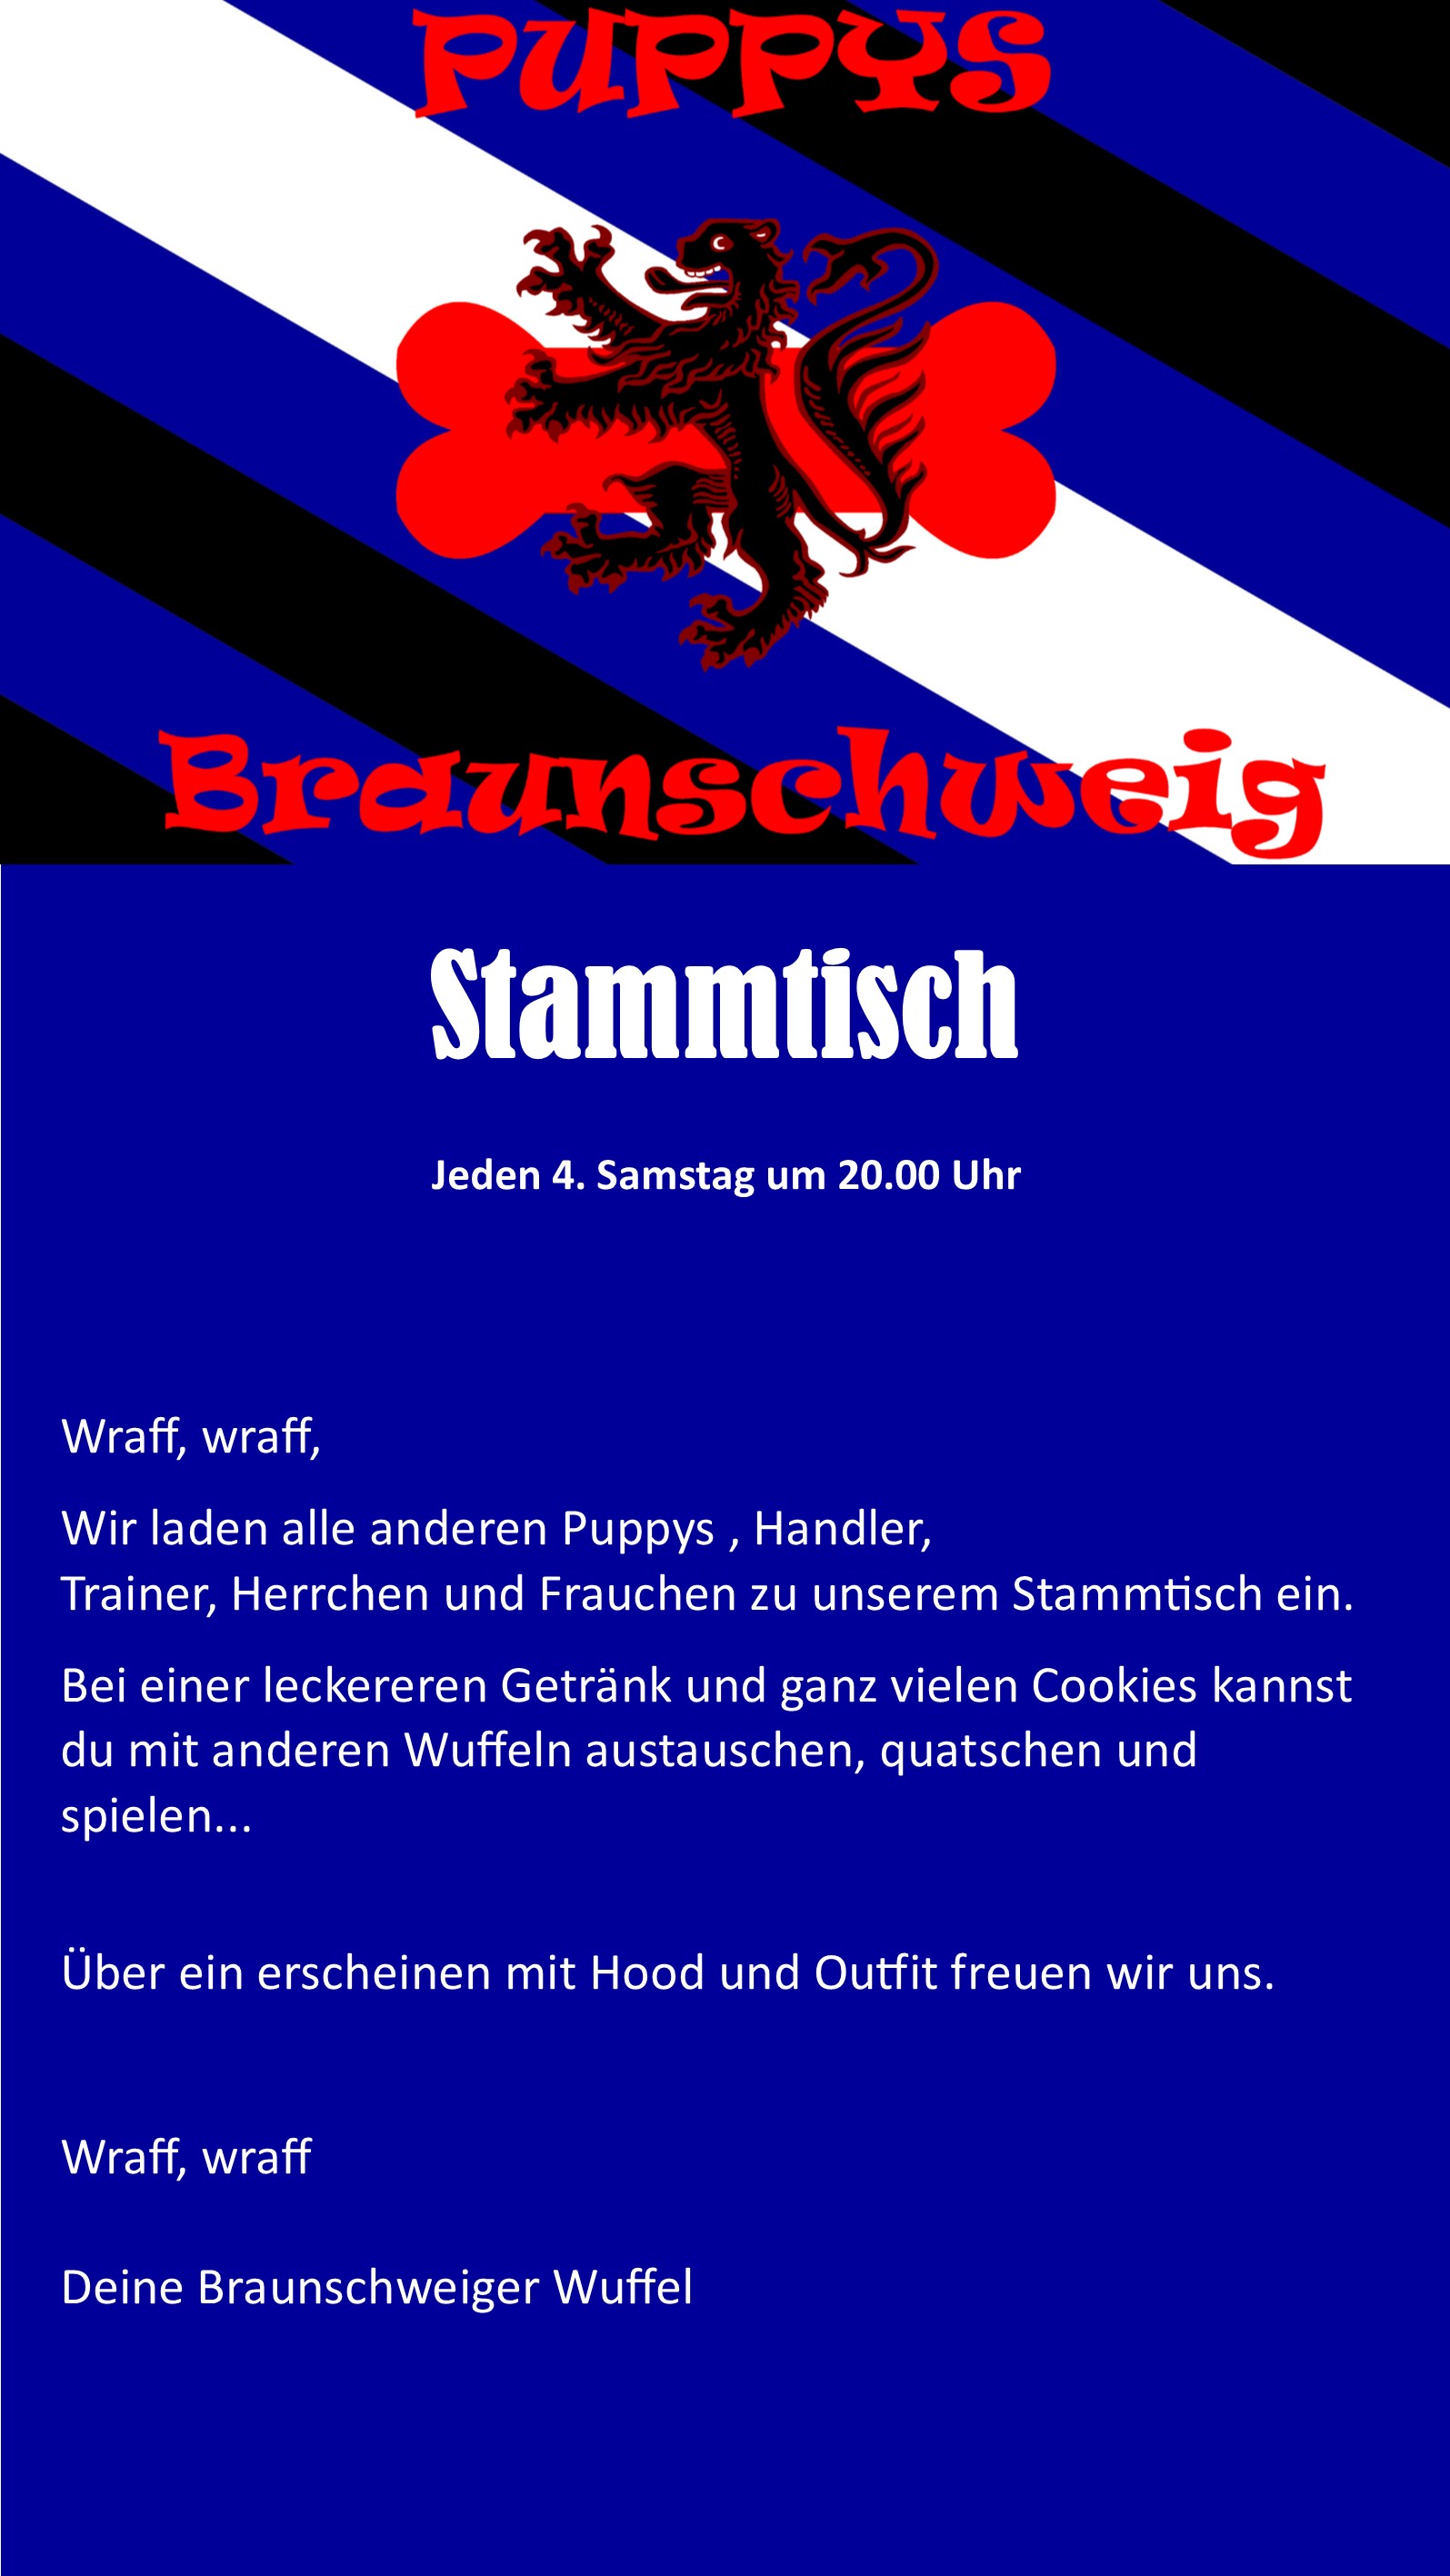 PUPPYS
Braunschweig
Stammtisch
Jeden 4. Samstag um 20.00 Uhr
Wraff, wraff,
Wir laden alle anderen Puppys , Handler,
Trainer, Herrchen und Frauchen zu unserem Stammtisch ein.
Bei einer leckereren Getränk und ganz vielen Cookies kannst
du mit anderen Wuffeln austauschen, quatschen und
spielen...
Über ein erscheinen mit Hood und Outfit freuen wir uns.
Wraff, wraff
Deine Braunschweiger Wuffel